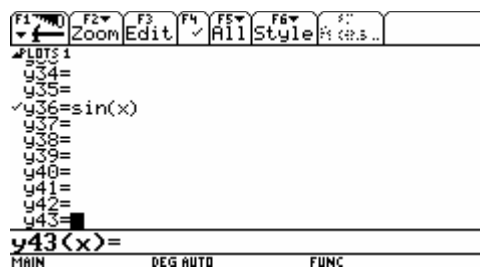 F1 F2 Zoom F3 Edit F4 ✓ F5 All F6 Style
PLOTS 1
y34=
y35=
✓y36=sin(x)
y37=
y38=
y39=
y40=
y41=
y42=
y43=
y43(x)=
MAIN DEG AUTO FUNC